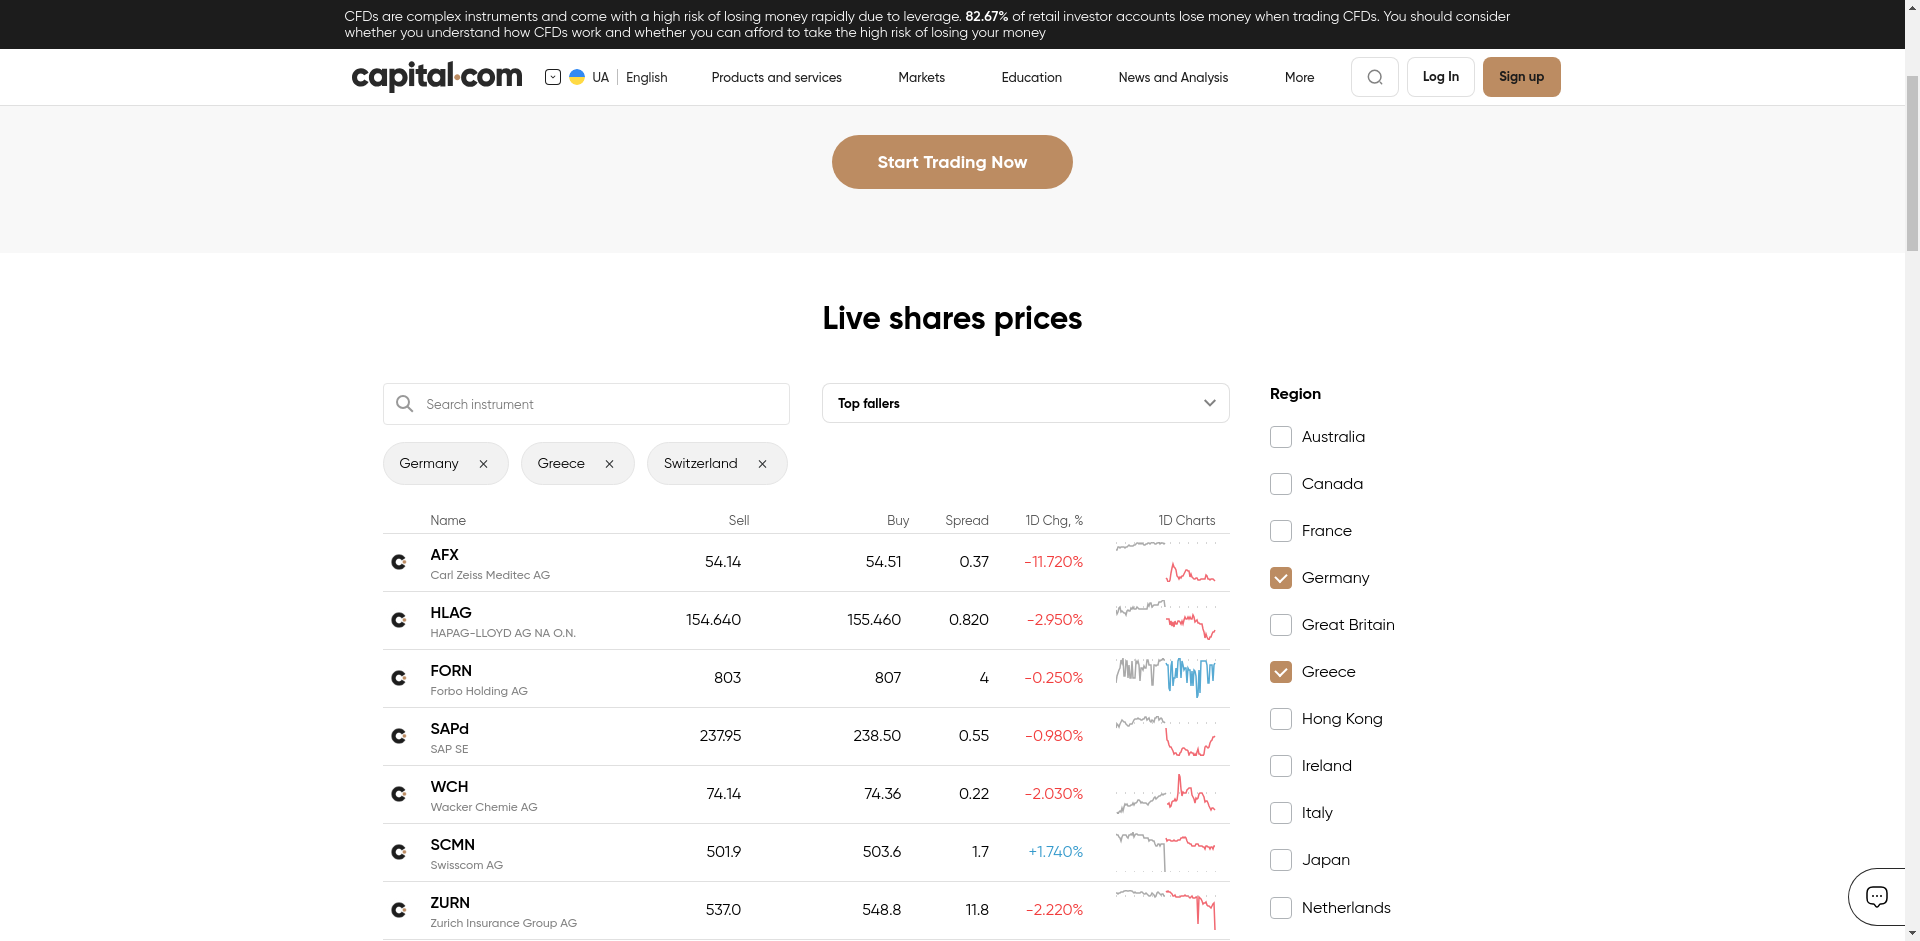 CFDs are complex instruments and come with a high risk of losing money rapidly due to leverage. 82.67% of retail investor accounts lose money when trading CFDs. You should consider
whether you understand how CFDs work and whether you can afford to take the high risk of losing your money
capital.com UA English Products and services Markets Education News and Analysis More Log In Sign up
Start Trading Now
Live shares prices
Search instrument
Top fallers
Germany × Greece × Switzerland ×
Name Sell Buy Spread 1D Chg, % 1D Charts
AFX
Carl Zeiss Meditec AG
54.14 54.51 0.37 -11.720%
HLAG
HAPAG-LLOYD AG NA O.N.
154.640 155.460 0.820 -2.950%
FORN
Forbo Holding AG
803 807 4 -0.250%
SAPd
SAP SE
237.95 238.50 0.55 -0.980%
WCH
Wacker Chemie AG
74.14 74.36 0.22 -2.030%
SCMN
Swisscom AG
501.9 503.6 1.7 +1.740%
ZURN
Zurich Insurance Group AG
537.0 548.8 11.8 -2.220%
Region
Australia
Canada
France
Germany
Great Britain
Greece
Hong Kong
Ireland
Italy
Japan
Netherlands